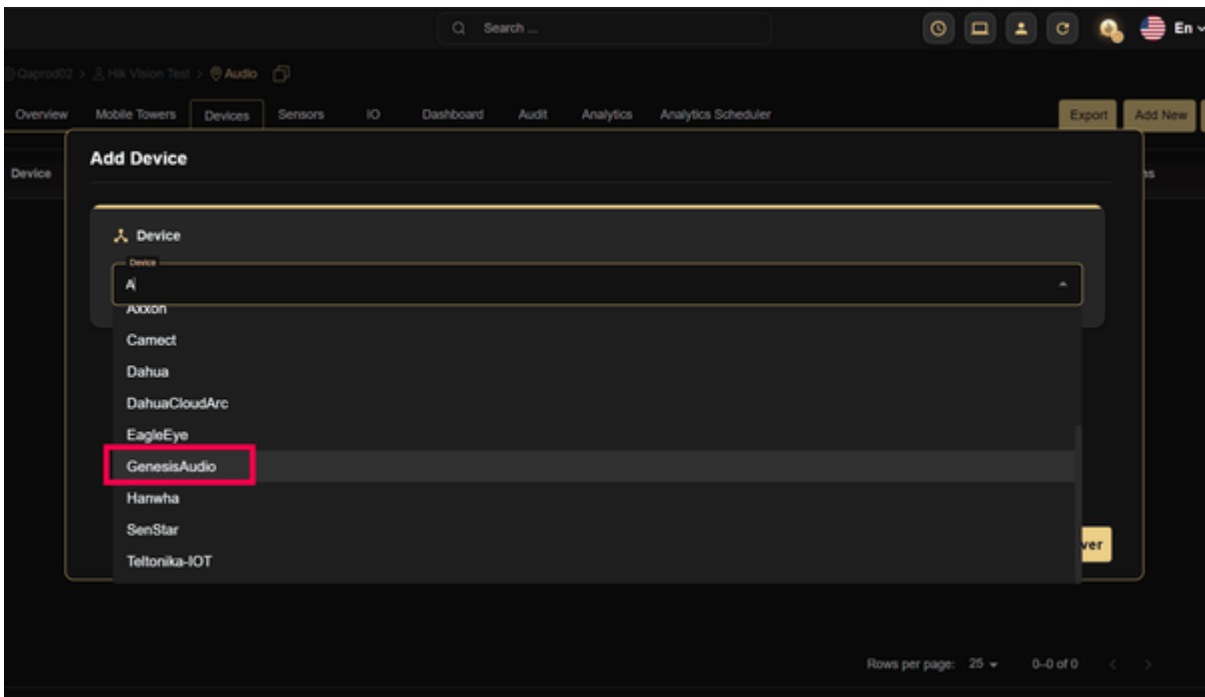 Search ...
En
Qaprod02 > Hik Vision Test > Audio
Overview Mobile Towers Devices Sensors IO Dashboard Audit Analytics Analytics Scheduler Export Add New
Add Device
Device
Device
Device
A
Axxon
Camect
Dahua
DahuaCloudArc
EagleEye
GenesisAudio
Hanwha
SenStar
Teltonika-IOT
Rows per page: 25 0–0 of 0